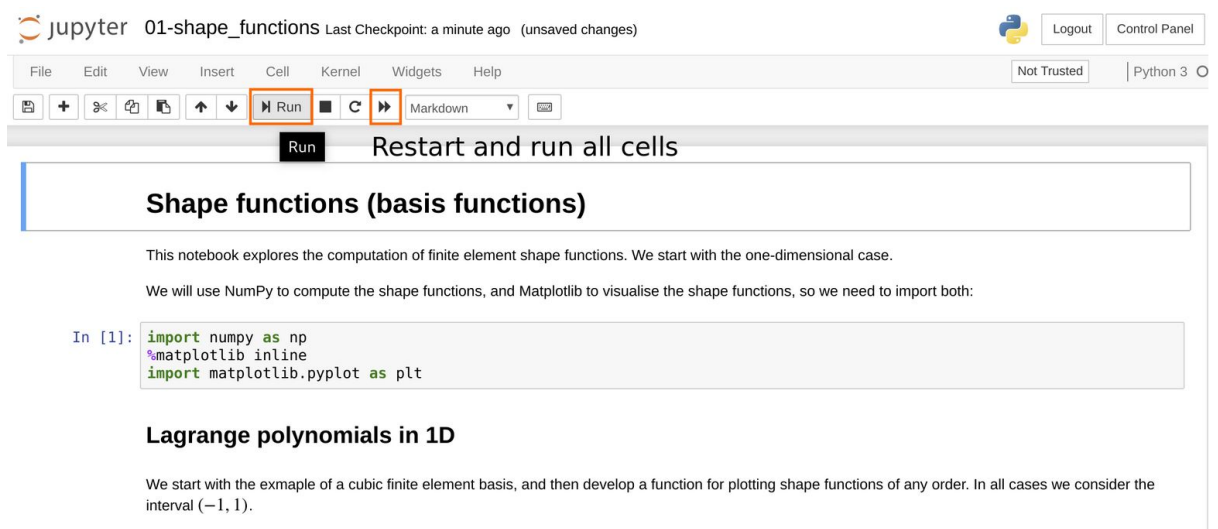 jupyter 01-shape_functions Last Checkpoint: a minute ago (unsaved changes) Logout Control Panel
File Edit View Insert Cell Kernel Widgets Help Not Trusted Python 3
Run Markdown
Run Restart and run all cells
Shape functions (basis functions)
This notebook explores the computation of finite element shape functions. We start with the one-dimensional case.
We will use NumPy to compute the shape functions, and Matplotlib to visualise the shape functions, so we need to import both:
In [1]: import numpy as np
%matplotlib inline
import matplotlib.pyplot as plt
Lagrange polynomials in 1D
We start with the exmaple of a cubic finite element basis, and then develop a function for plotting shape functions of any order. In all cases we consider the
interval (−1, 1).